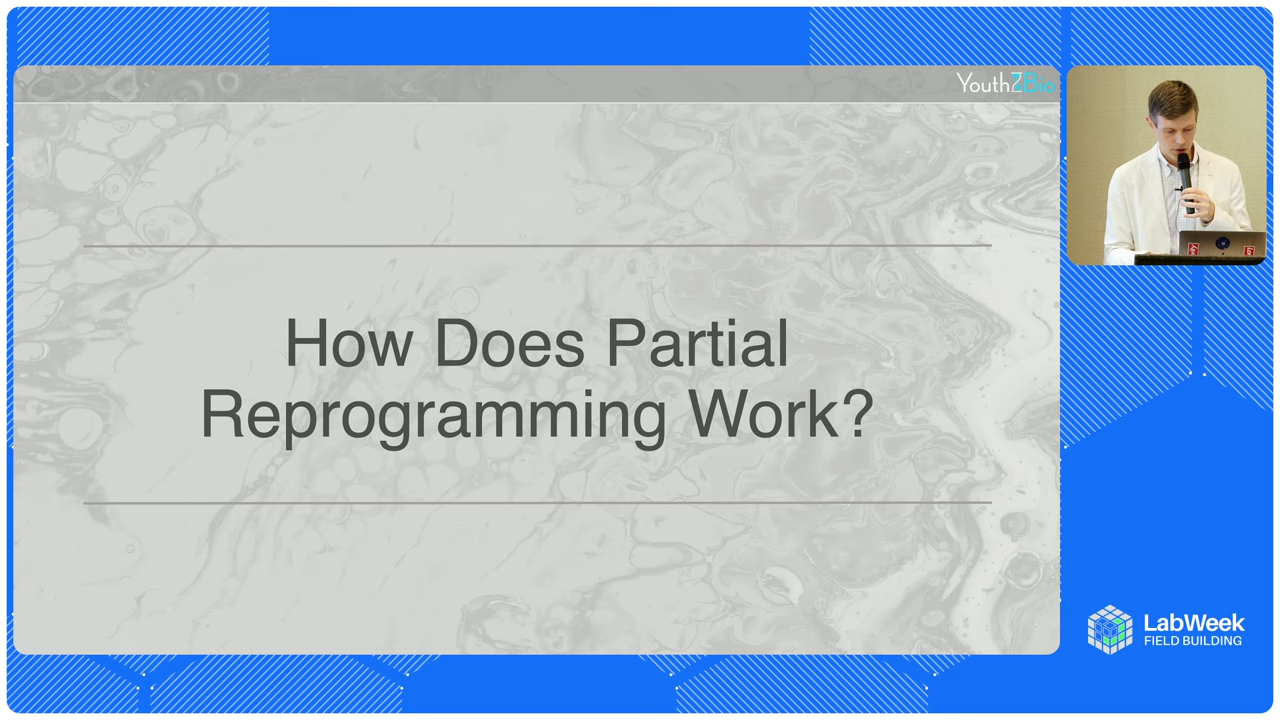 YouthZBio
How Does Partial
Reprogramming Work?
LabWeek
FIELD BUILDING